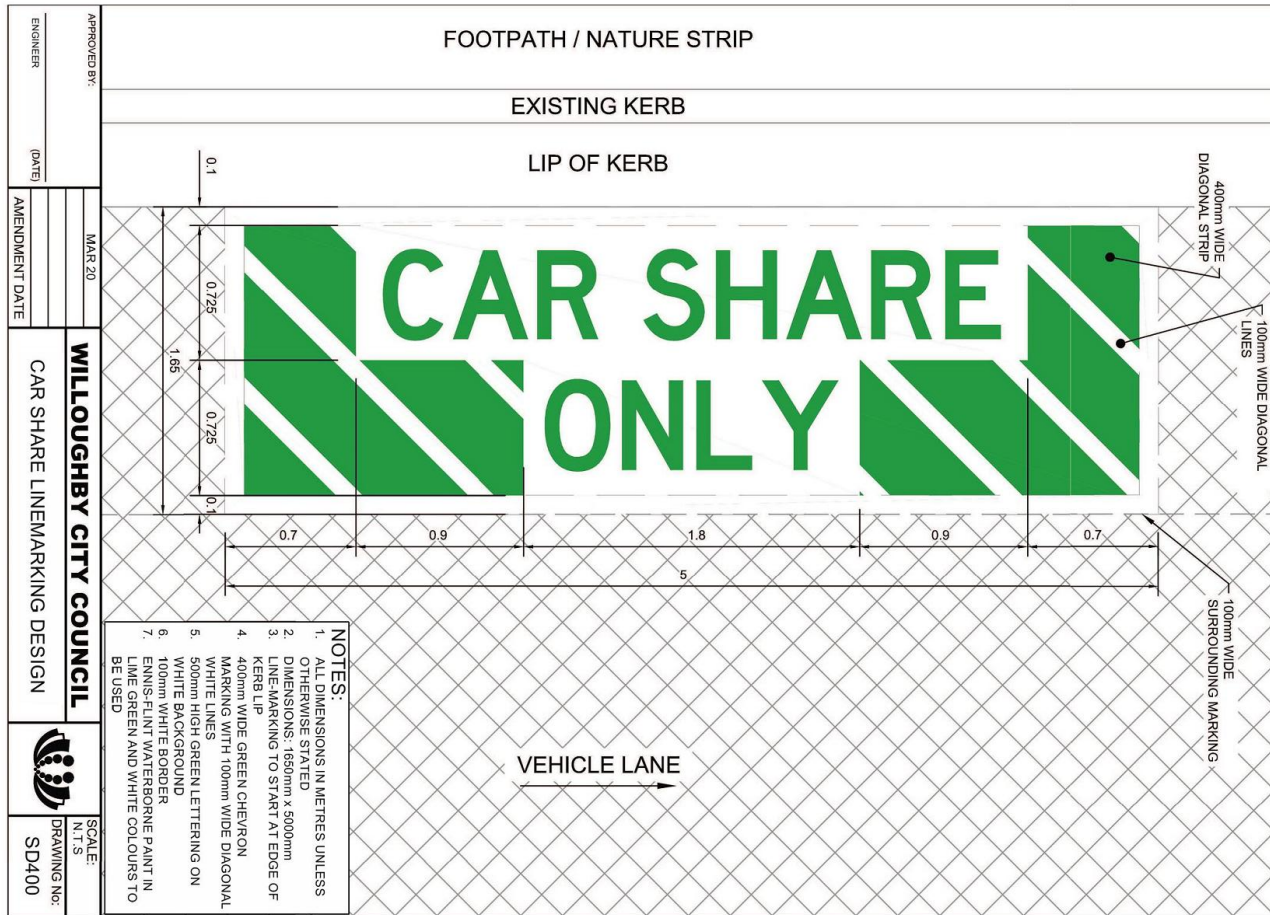 FOOTPATH / NATURE STRIP
EXISTING KERB
LIP OF KERB
CAR SHARE
ONLY
400mm WIDE
DIAGONAL STRIP
100mm WIDE DIAGONAL
LINES
100mm WIDE
SURROUNDING MARKING
0.1
0.725
1.65
0.725
0.1
0.7
0.9
1.8
0.9
0.7
5
VEHICLE LANE
NOTES:
1. ALL DIMENSIONS IN METRES UNLESS
OTHERWISE STATED
2. DIMENSIONS: 1650mm x 5000mm
3. LINE-MARKING TO START AT EDGE OF
KERB LIP
4. 400mm WIDE GREEN CHEVRON
MARKING WITH 100mm WIDE DIAGONAL
WHITE LINES
5. 500mm HIGH GREEN LETTERING ON
WHITE BACKGROUND
6. 100mm WHITE BORDER
7. ENNIS-FLINT WATERBORNE PAINT IN
LIME GREEN AND WHITE COLOURS TO
BE USED
APPROVED BY:
ENGINEER
(DATE)
MAR 20
AMENDMENT DATE
WILLOUGHBY CITY COUNCIL
CAR SHARE LINEMARKING DESIGN
SCALE:
N.T.S
DRAWING No:
SD400